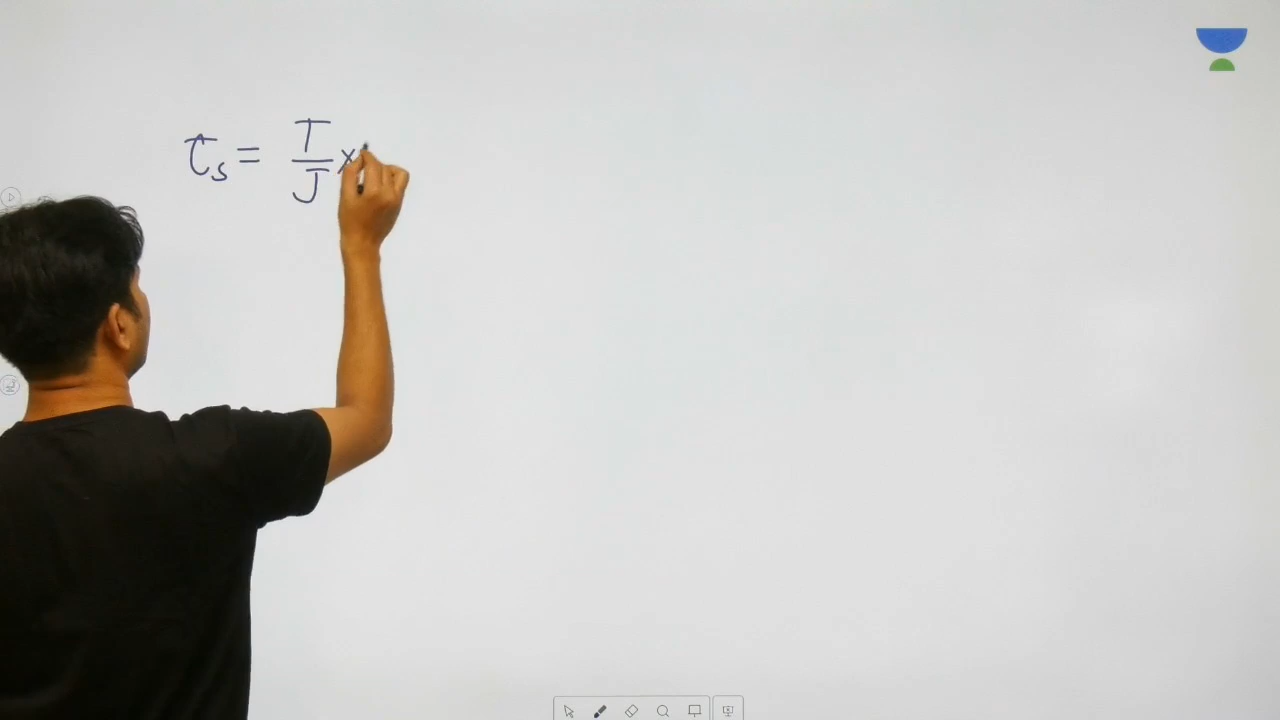 τₛ = T/J ×